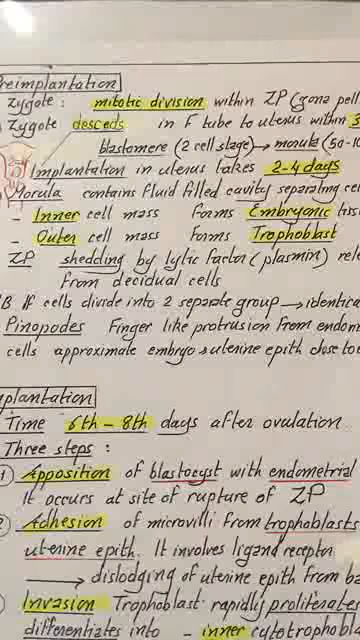 Preimplantation
Zygote : mitotic division within ZP (zona pell
Zygote desceds in F tube to uterus within 3
blastomere (2 cell stage) → morula (50-10
Implantation in uterus takes 2-4 days
Morula contains fluid filled cavity separating cel
- Inner cell mass forms Embryonic tiss
- Outer cell mass forms Trophoblast
ZP shedding by lytic factor (plasmin) rele
from decidual cells
B If cells divide into 2 separate group → identica
Pinopodes Finger like protrusion from endom
cells approximate embryo & uterine epith close to
mplantation
Time 6th - 8th days after ovulation
Three steps :
1 Apposition of blastocyst with endometrial
It occurs at site of rupture of ZP
2 Adhesion of microvilli from trophoblasts
uterine epith. It involves ligand receptor
→ dislodging of uterine epith from ba
Invasion Trophoblast rapidly proliferates
differentiates into - inner cytotrophobl